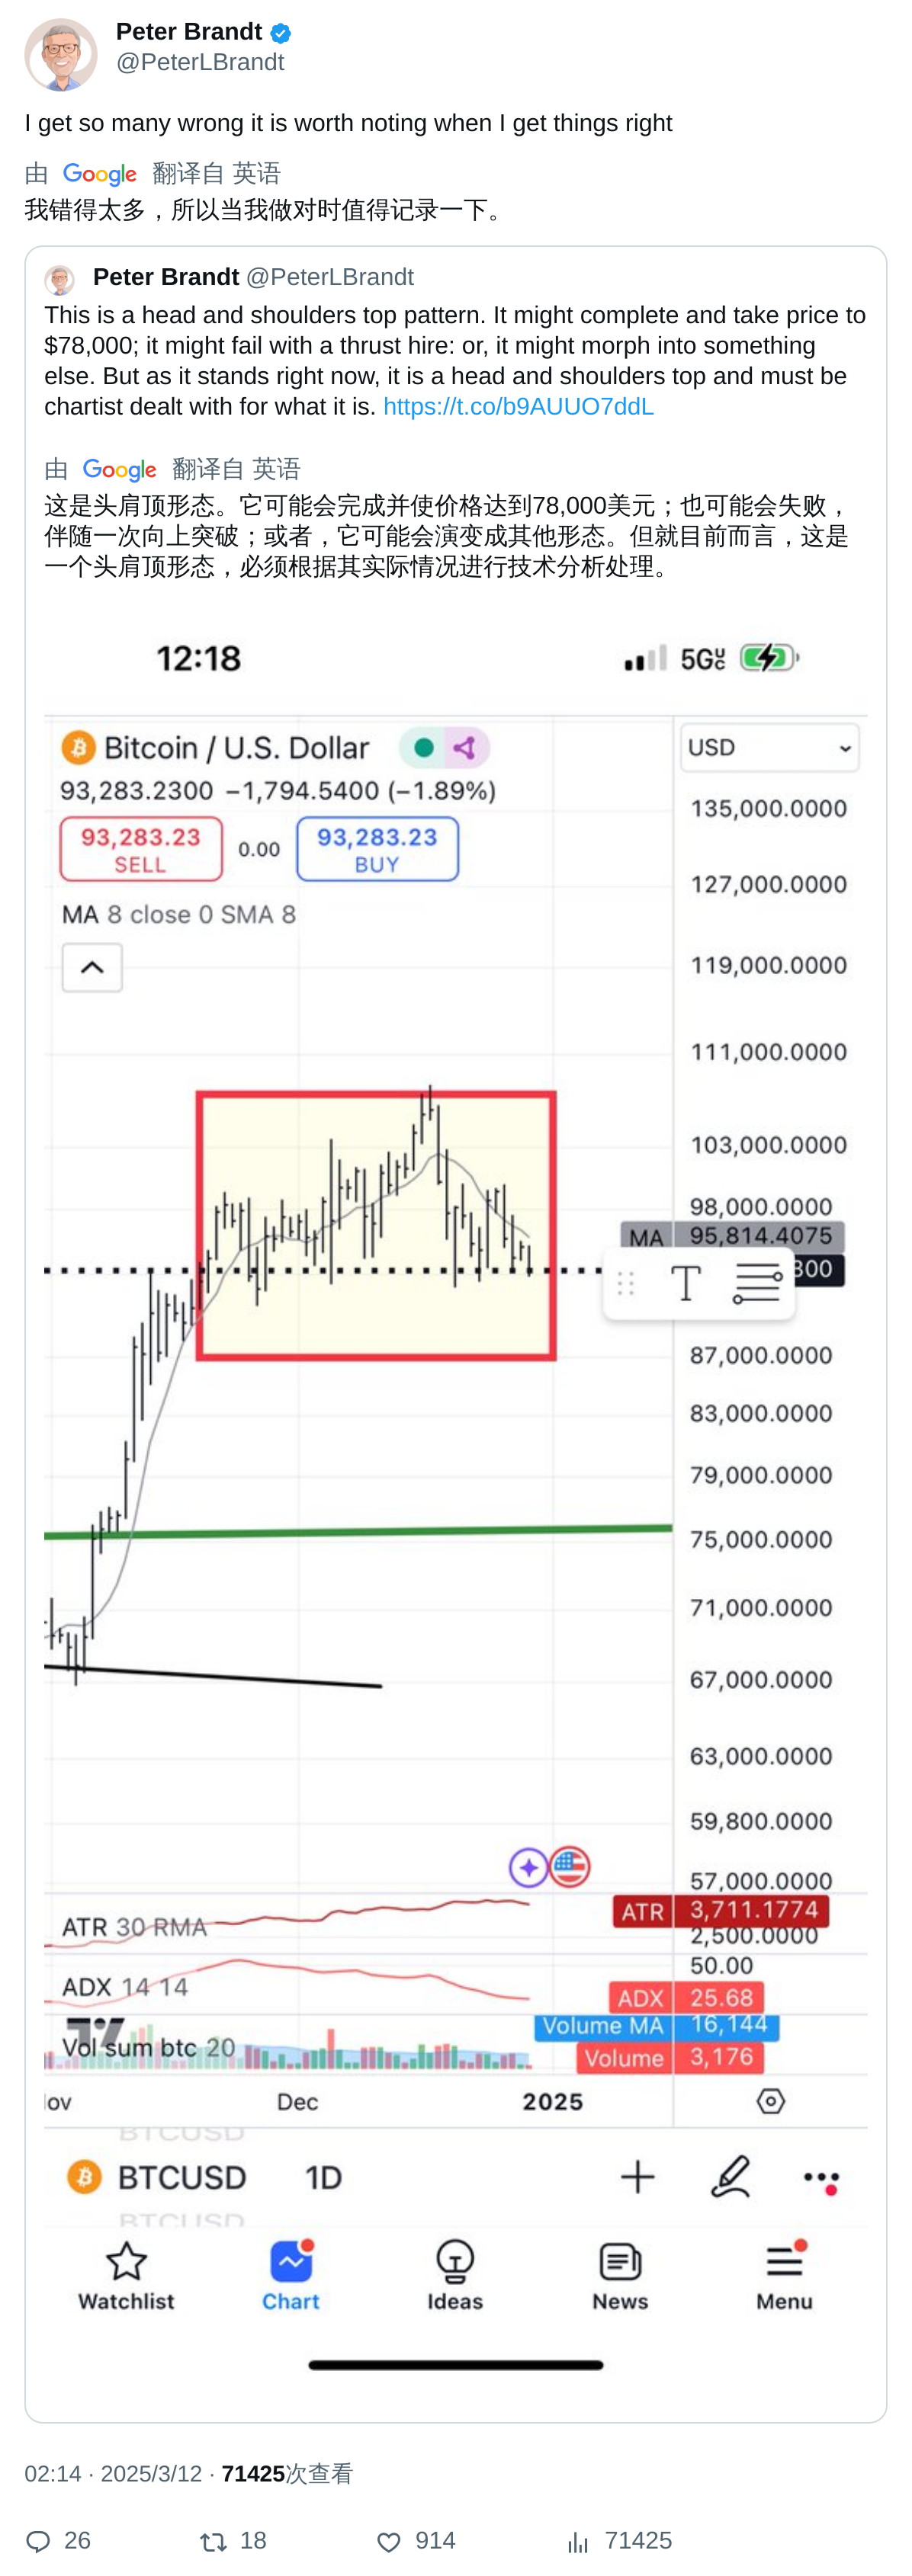 Peter Brandt
@PeterLBrandt
I get so many wrong it is worth noting when I get things right
由 Google 翻译自 英语
我错得太多，所以当我做对时值得记录一下。
Peter Brandt @PeterLBrandt
This is a head and shoulders top pattern. It might complete and take price to
$78,000; it might fail with a thrust hire: or, it might morph into something
else. But as it stands right now, it is a head and shoulders top and must be
chartist dealt with for what it is. https://t.co/b9AUUO7ddL
由 Google 翻译自 英语
这是头肩顶形态。它可能会完成并使价格达到78,000美元；也可能会失败，
伴随一次向上突破；或者，它可能会演变成其他形态。但就目前而言，这是
一个头肩顶形态，必须根据其实际情况进行技术分析处理。
12:18 5G
Bitcoin / U.S. Dollar USD
93,283.2300 −1,794.5400 (−1.89%)
135,000.0000
93,283.23 0.00 93,283.23
SELL BUY
127,000.0000
MA 8 close 0 SMA 8
119,000.0000
111,000.0000
103,000.0000
98,000.0000
MA 95,814.4075
300
T
87,000.0000
83,000.0000
79,000.0000
75,000.0000
71,000.0000
67,000.0000
63,000.0000
59,800.0000
57,000.0000
ATR 30 RMA ATR 3,711.1774
2,500.0000
50.00
ADX 14 14 ADX 25.68
Volume MA 16,144
Vol sum btc 20 Volume 3,176
ov Dec 2025
BTCUSD
BTCUSD 1D
BTCUSD
Watchlist Chart Ideas News Menu
02:14 · 2025/3/12 · 71425次查看
26 18 914 71425